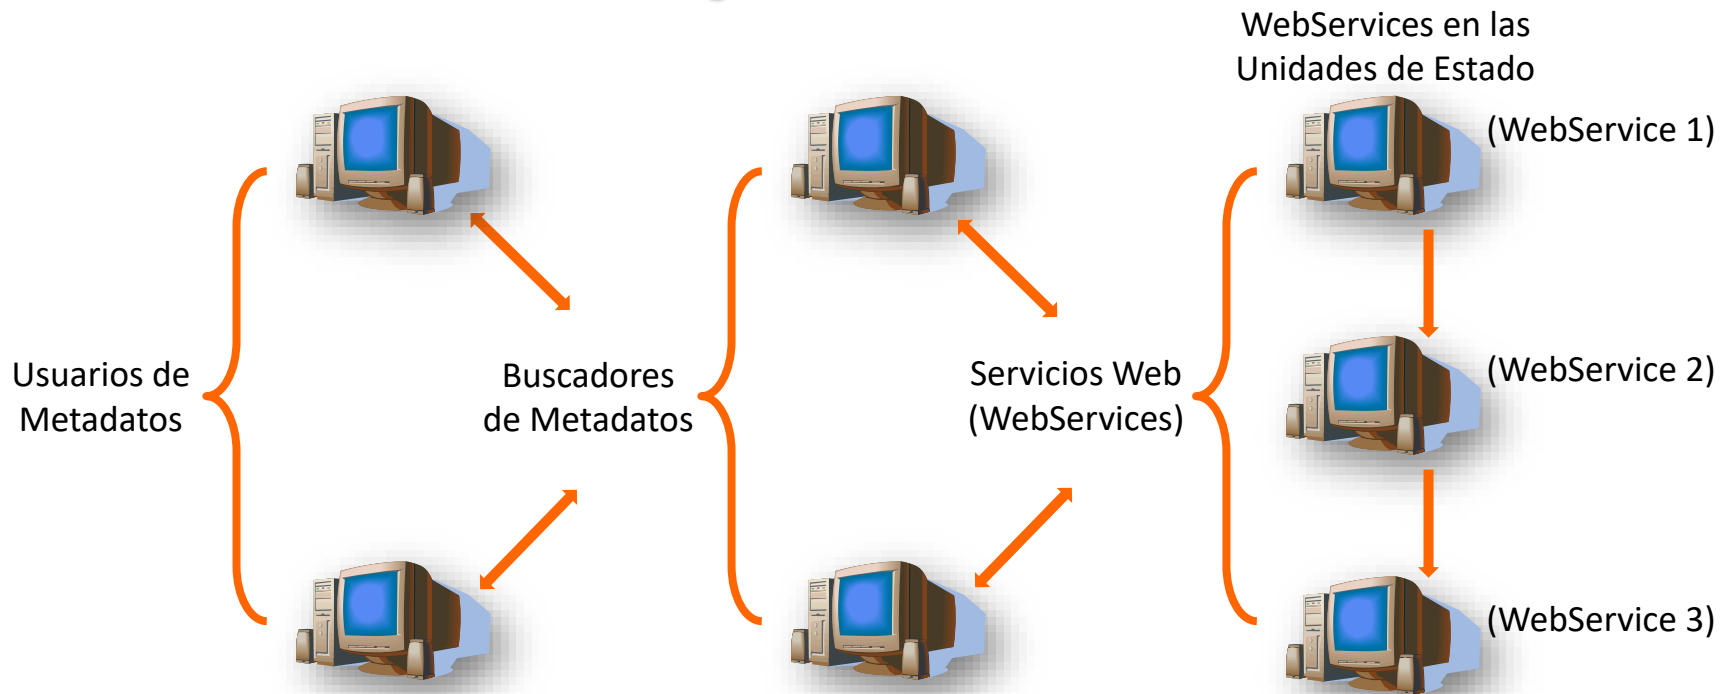 WebServices en las
Unidades de Estado
(WebService 1)
Usuarios de
Metadatos
Buscadores
de Metadatos
Servicios Web
(WebServices)
(WebService 2)
(WebService 3)